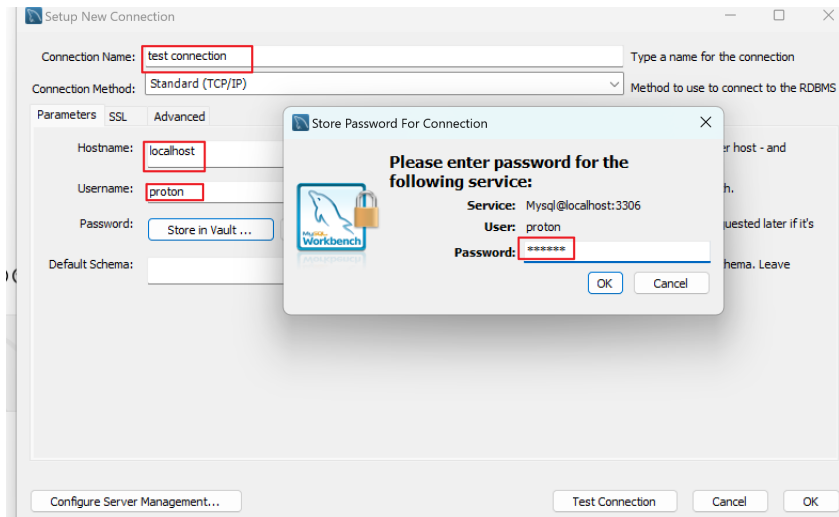 Setup New Connection
Connection Name: test connection Type a name for the connection
Connection Method: Standard (TCP/IP) Method to use to connect to the RDBMS
Parameters SSL Advanced
Store Password For Connection
Hostname: localhost host - and
Please enter password for the
following service:
Username: proton
Service: Mysql@localhost:3306
User: proton
Password: Store in Vault ... later if it's
MySQL
Workbench
Password: ******
Default Schema: Leave
OK Cancel
Configure Server Management... Test Connection Cancel OK